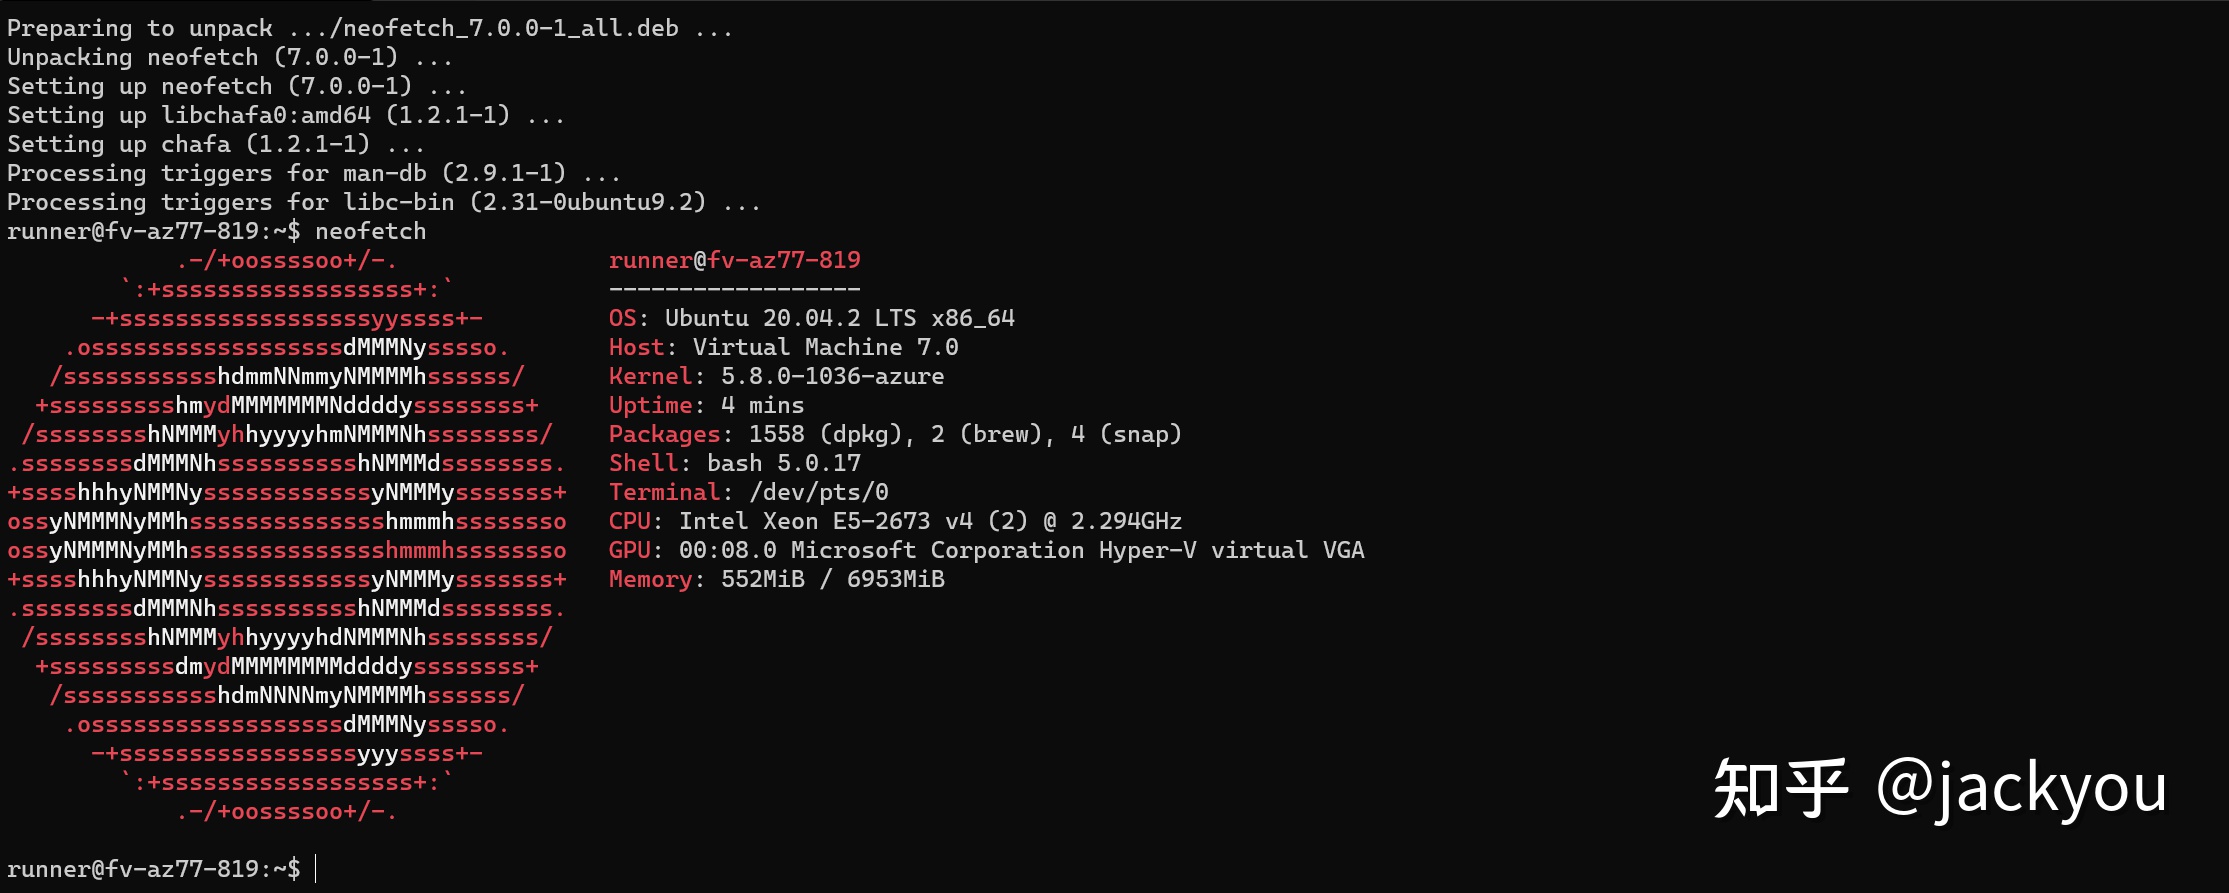 Preparing to unpack .../neofetch_7.0.0-1_all.deb ...
Unpacking neofetch (7.0.0-1) ...
Setting up neofetch (7.0.0-1) ...
Setting up libchafa0:amd64 (1.2.1-1) ...
Setting up chafa (1.2.1-1) ...
Processing triggers for man-db (2.9.1-1) ...
Processing triggers for libc-bin (2.31-0ubuntu9.2) ...
runner@fv-az77-819:~$ neofetch
            .-/+oossssoo+/-.               runner@fv-az77-819
        `:+ssssssssssssssssss+:`           ------------------
      -+ssssssssssssssssssyyssss+-         OS: Ubuntu 20.04.2 LTS x86_64
    .ossssssssssssssssssdMMMNysssso.       Host: Virtual Machine 7.0
   /ssssssssssshdmmNNmmyNMMMMhssssss/      Kernel: 5.8.0-1036-azure
  +ssssssssshmydMMMMMMMNddddyssssssss+     Uptime: 4 mins
 /sssssssshNMMMyhhyyyyhmNMMMNhssssssss/    Packages: 1558 (dpkg), 2 (brew), 4 (snap)
.ssssssssdMMMNhsssssssssshNMMMdssssssss.   Shell: bash 5.0.17
+sssshhhyNMMNyssssssssssssyNMMMysssssss+   Terminal: /dev/pts/0
ossyNMMMNyMMhsssssssssssssshmmmhssssssso   CPU: Intel Xeon E5-2673 v4 (2) @ 2.294GHz
ossyNMMMNyMMhsssssssssssssshmmmhssssssso   GPU: 00:08.0 Microsoft Corporation Hyper-V virtual VGA
+sssshhhyNMMNyssssssssssssyNMMMysssssss+   Memory: 552MiB / 6953MiB
.ssssssssdMMMNhsssssssssshNMMMdssssssss.
 /sssssssshNMMMyhhyyyyhdNMMMNhssssssss/
  +sssssssssdmydMMMMMMMMddddyssssssss+
   /ssssssssssshdmNNNNmyNMMMMhssssss/
    .ossssssssssssssssssdMMMNysssso.
      -+sssssssssssssssssyyyssss+-
        `:+ssssssssssssssssss+:`
            .-/+oossssoo+/-.
知乎 @jackyou
runner@fv-az77-819:~$